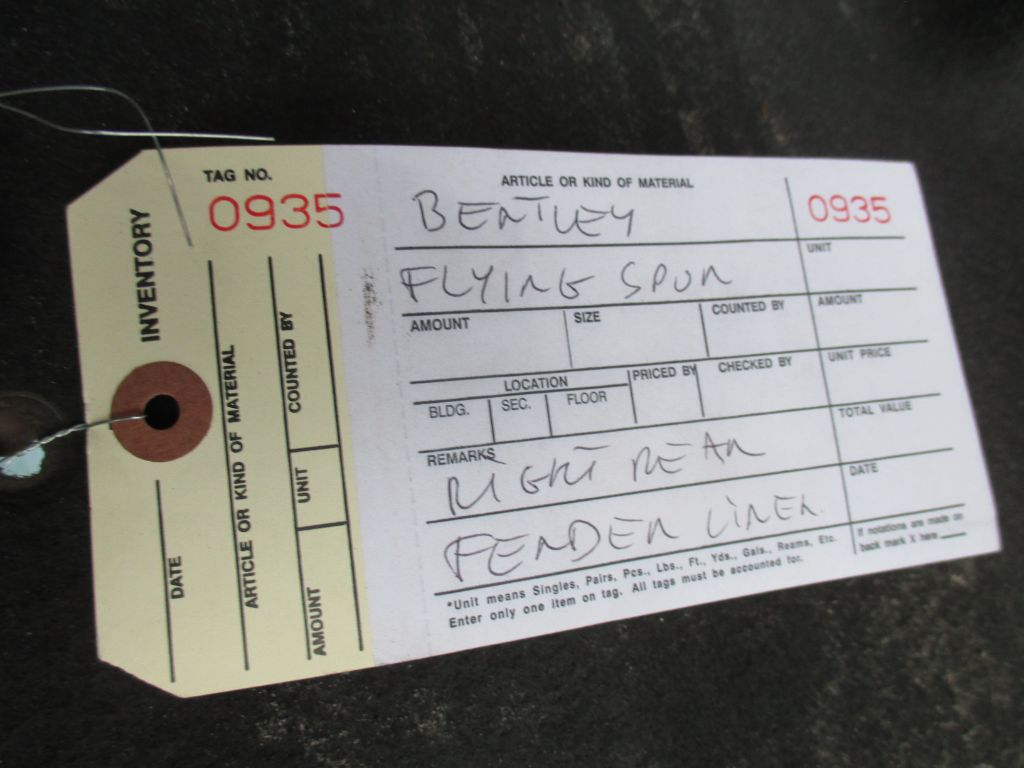 TAG NO.
0935
INVENTORY
DATE
ARTICLE OR KIND OF MATERIAL
COUNTED BY
UNIT
AMOUNT
ARTICLE OR KIND OF MATERIAL
BENTLEY
0935
FLYING SPUR
UNIT
AMOUNT SIZE COUNTED BY AMOUNT
LOCATION PRICED BY CHECKED BY UNIT PRICE
BLDG. SEC. FLOOR
TOTAL VALUE
REMARKS
RIGHT REAR
DATE
FENDER LINER.
If notations are made on
back mark X here
*Unit means Singles, Pairs, Pcs., Lbs., Ft., Yds., Gals., Reams, Etc.
Enter only one item on tag. All tags must be accounted for.